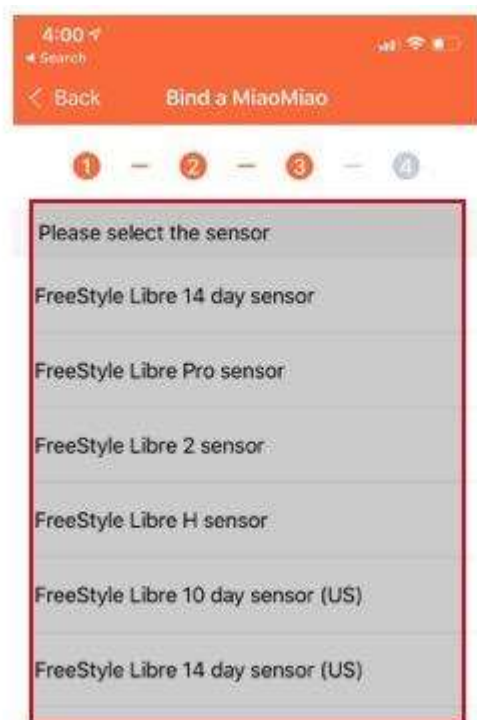 4:00
Search
Back Bind a MiaoMiao
1 - 2 - 3 - 4
Please select the sensor
FreeStyle Libre 14 day sensor
FreeStyle Libre Pro sensor
FreeStyle Libre 2 sensor
FreeStyle Libre H sensor
FreeStyle Libre 10 day sensor (US)
FreeStyle Libre 14 day sensor (US)